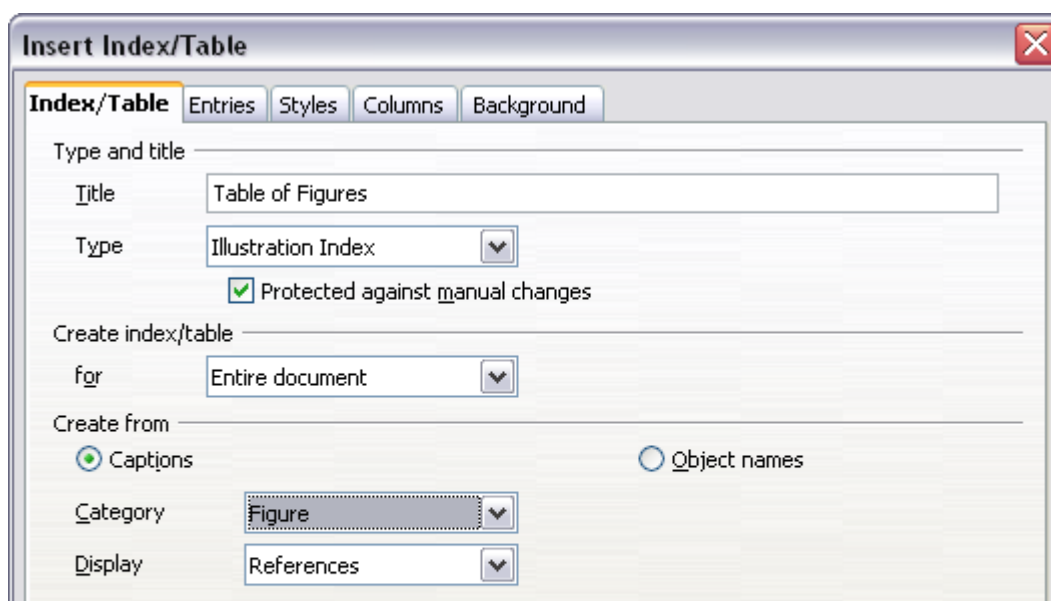 Insert Index/Table
Index/Table Entries Styles Columns Background
Type and title
Title Table of Figures
Type Illustration Index
Protected against manual changes
Create index/table
for Entire document
Create from
Captions Object names
Category Figure
Display References